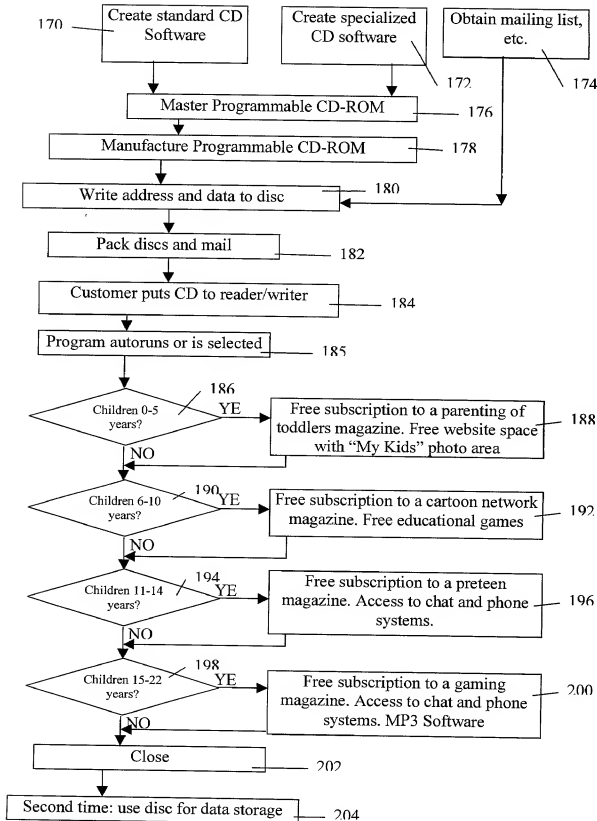 170
Create standard CD
Software
Create specialized
CD software
172
Obtain mailing list,
etc.
174
Master Programmable CD-ROM
176
Manufacture Programmable CD-ROM
178
Write address and data to disc
180
Pack discs and mail
182
Customer puts CD to reader/writer
184
Program autoruns or is selected
185
186
Children 0-5
years?
YE
Free subscription to a parenting of
toddlers magazine. Free website space
with “My Kids” photo area
188
NO
190
Children 6-10
years?
YE
Free subscription to a cartoon network
magazine. Free educational games
192
NO
194
Children 11-14
years?
YE
Free subscription to a preteen
magazine. Access to chat and phone
systems.
196
NO
198
Children 15-22
years?
YE
Free subscription to a gaming
magazine. Access to chat and phone
systems. MP3 Software
200
NO
Close
202
Second time: use disc for data storage
204